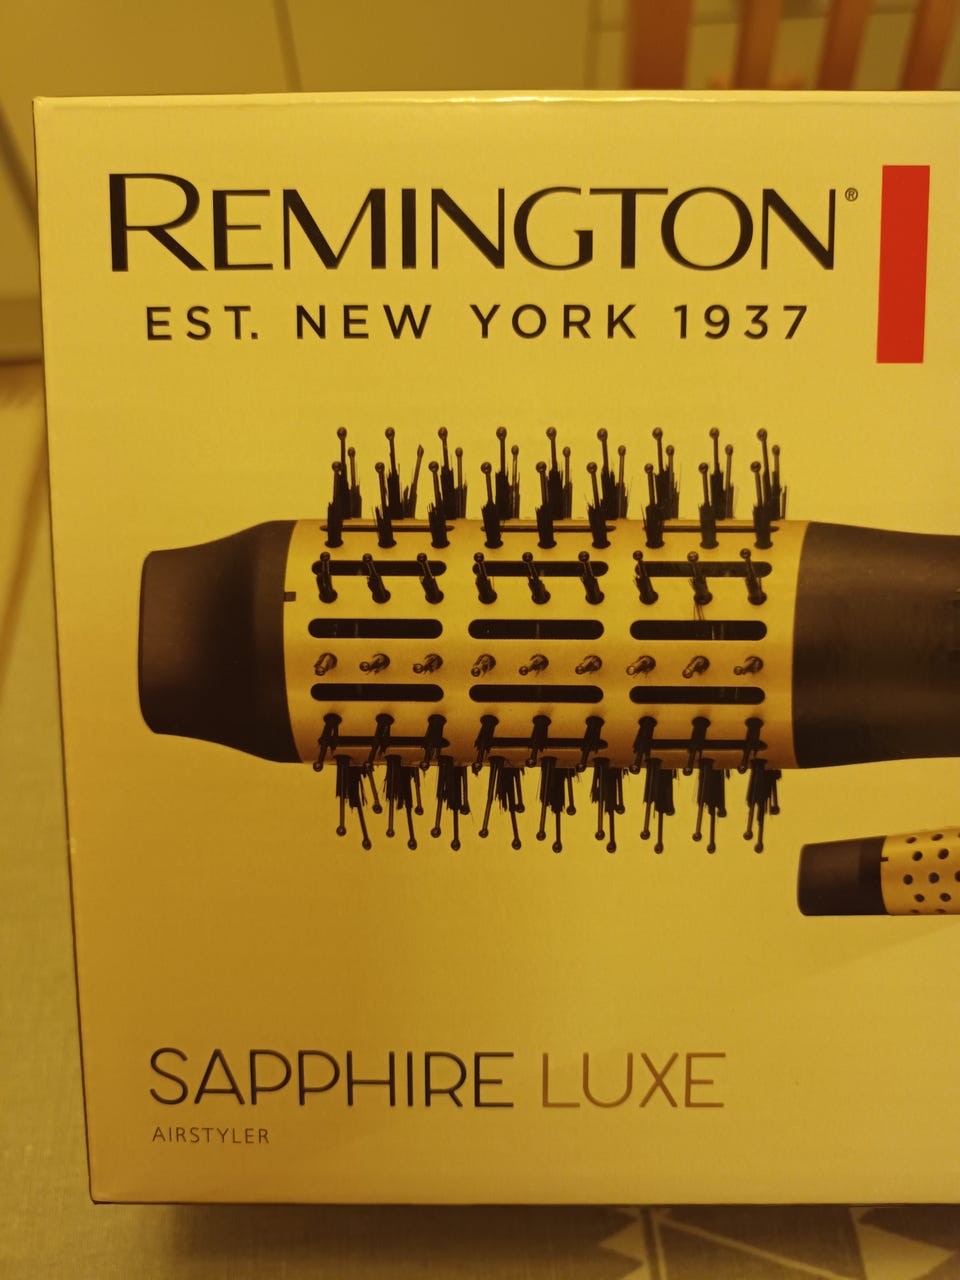 REMINGTON®
EST. NEW YORK 1937
SAPPHIRE LUXE
AIRSTYLER